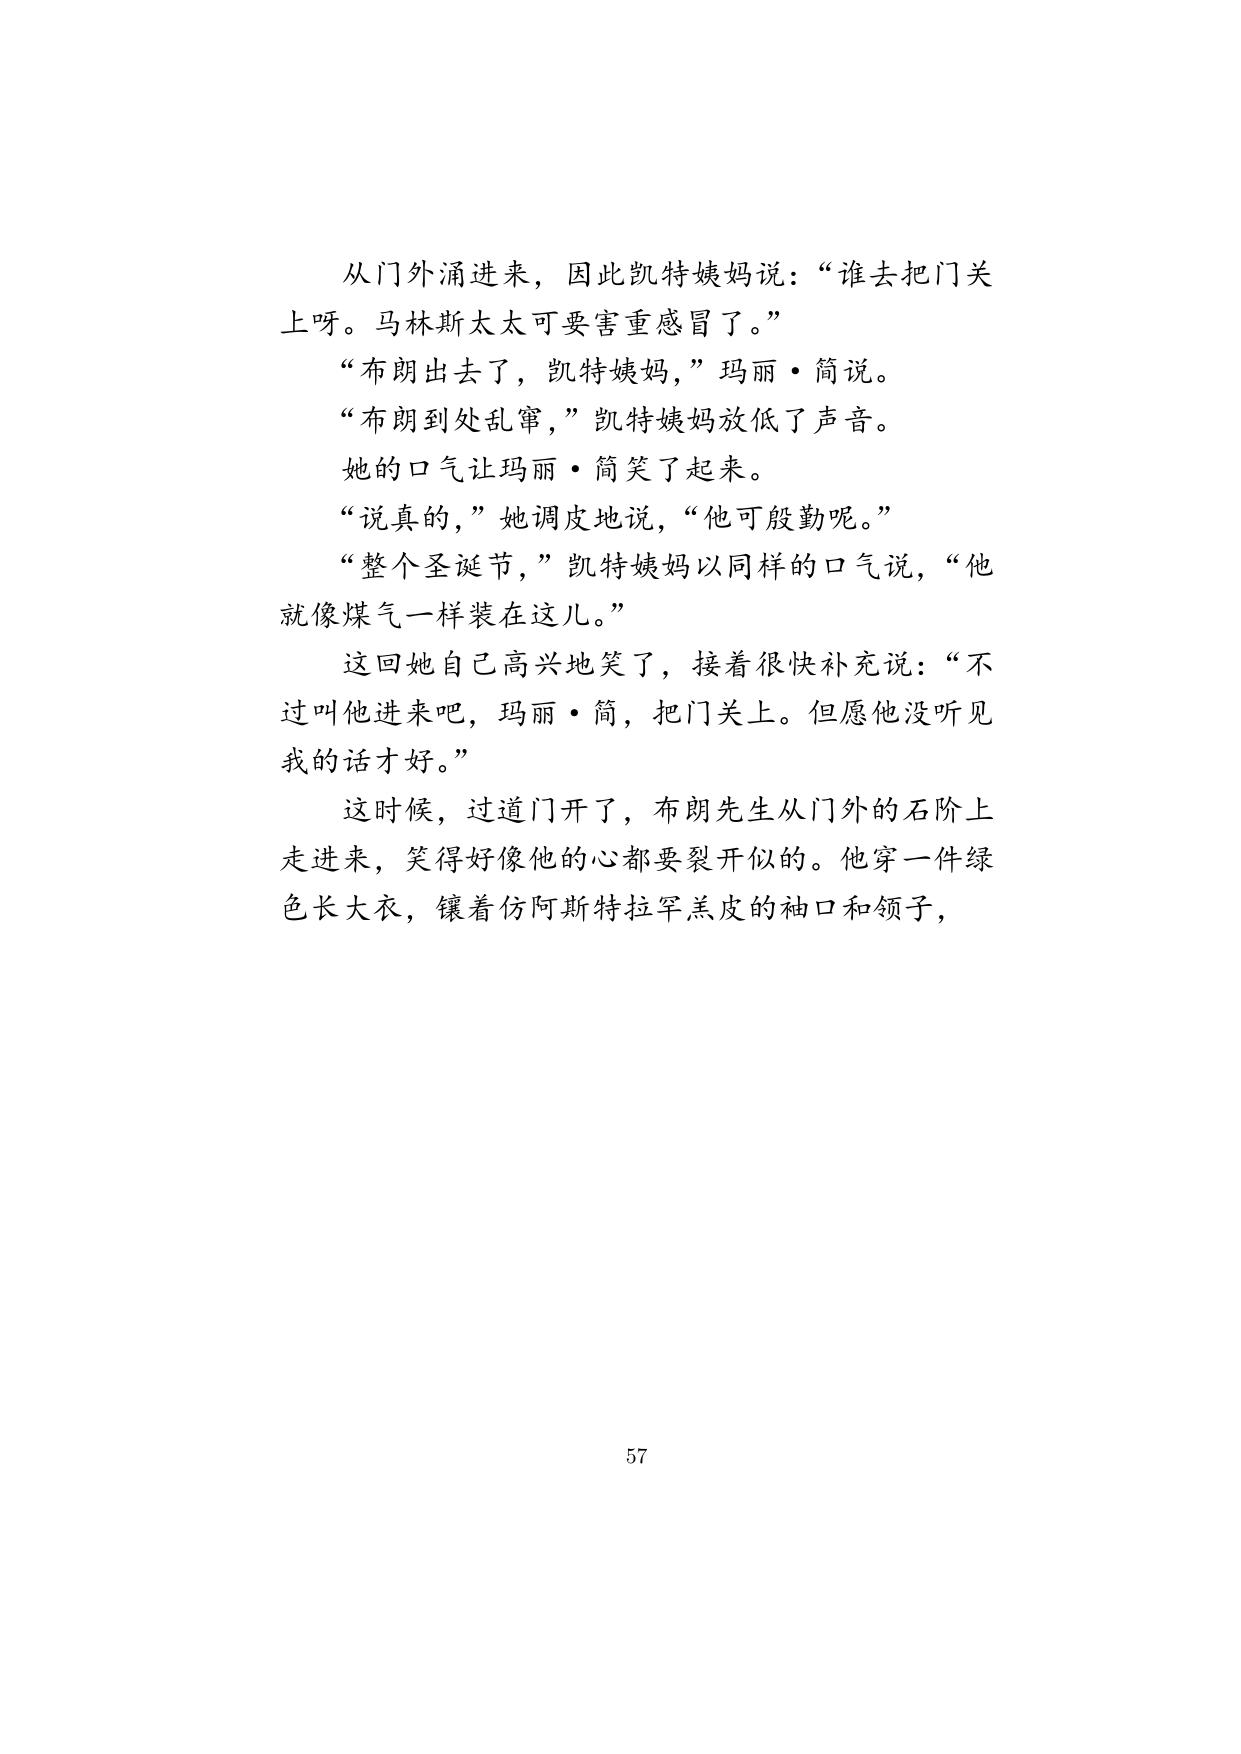 从门外涌进来，因此凯特姨妈说：“谁去把门关
上呀。马林斯太太可要害重感冒了。”
“布朗出去了，凯特姨妈，”玛丽·简说。
“布朗到处乱窜，”凯特姨妈放低了声音。
她的口气让玛丽·简笑了起来。
“说真的，”她调皮地说，“他可殷勤呢。”
“整个圣诞节，”凯特姨妈以同样的口气说，“他
就像煤气一样装在这儿。”
这回她自己高兴地笑了，接着很快补充说：“不
过叫他进来吧，玛丽·简，把门关上。但愿他没听见
我的话才好。”
这时候，过道门开了，布朗先生从门外的石阶上
走进来，笑得好像他的心都要裂开似的。他穿一件绿
色长大衣，镶着仿阿斯特拉罕羔皮的袖口和领子，
57